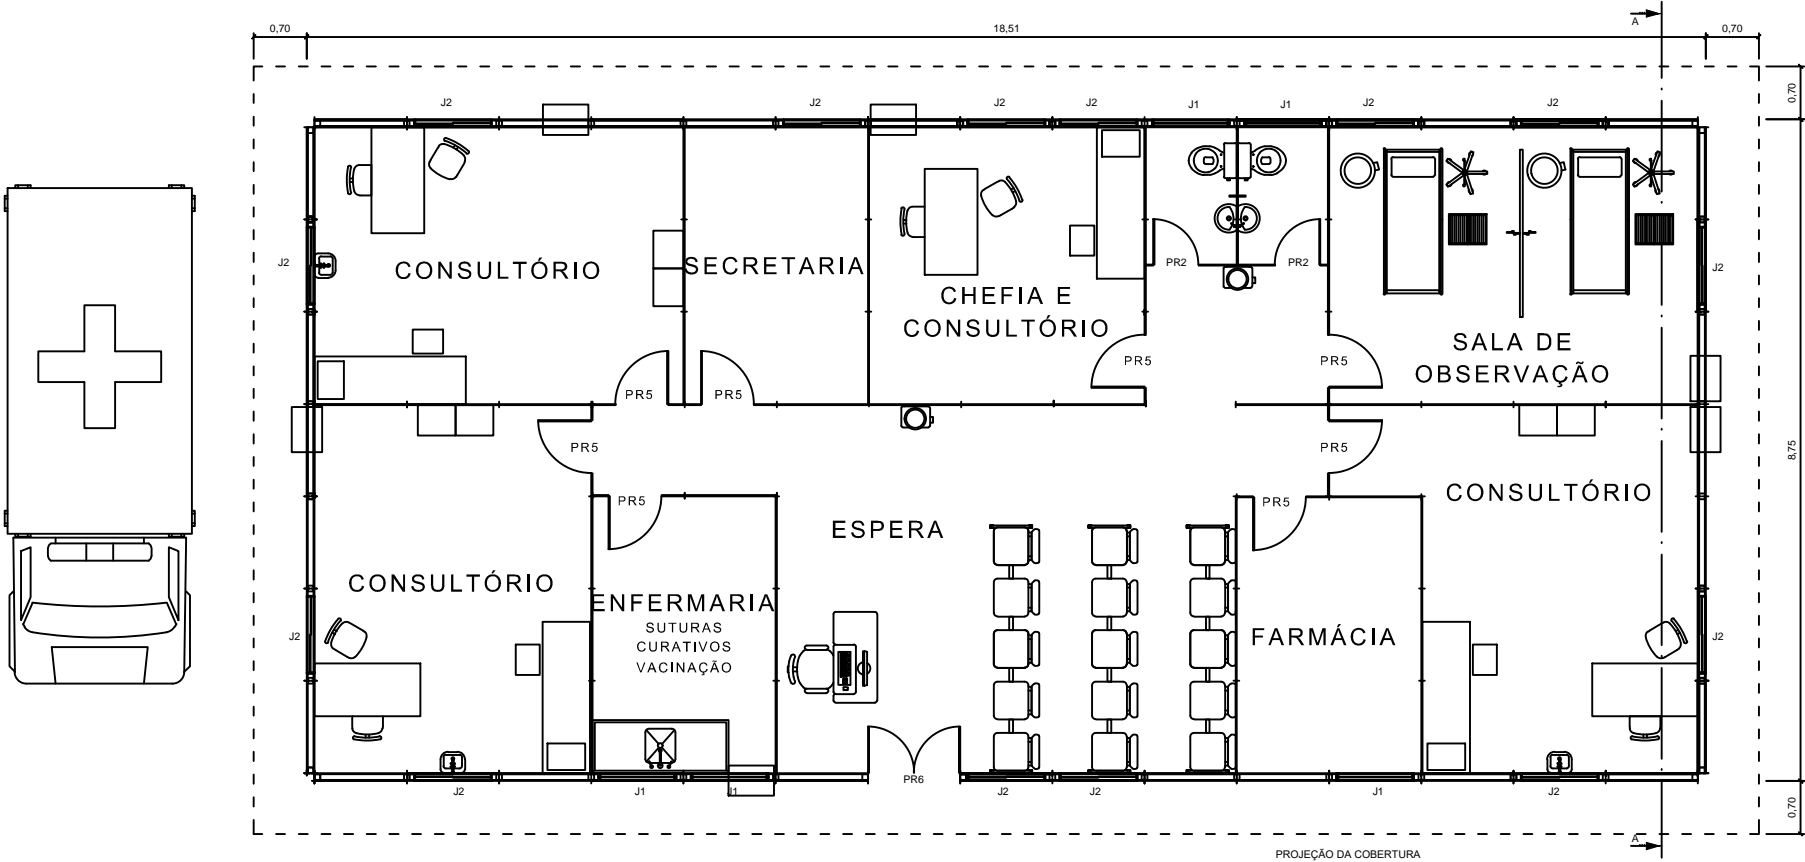 A
0,70
18,51
0,70
0,70
J2
J2
J2
J2
J1
J1
J2
J2
J2
CONSULTÓRIO
SECRETARIA
PR2
PR2
J2
CHEFIA E
CONSULTÓRIO
SALA DE
OBSERVAÇÃO
PR5
PR5
PR5
PR5
8,75
PR5
PR5
PR5
PR5
CONSULTÓRIO
ESPERA
CONSULTÓRIO
ENFERMARIA
SUTURAS
CURATIVOS
VACINAÇÃO
FARMÁCIA
J2
J2
PR6
J2
J1
J1
J2
J2
J1
J2
0,70
A
PROJEÇÃO DA COBERTURA